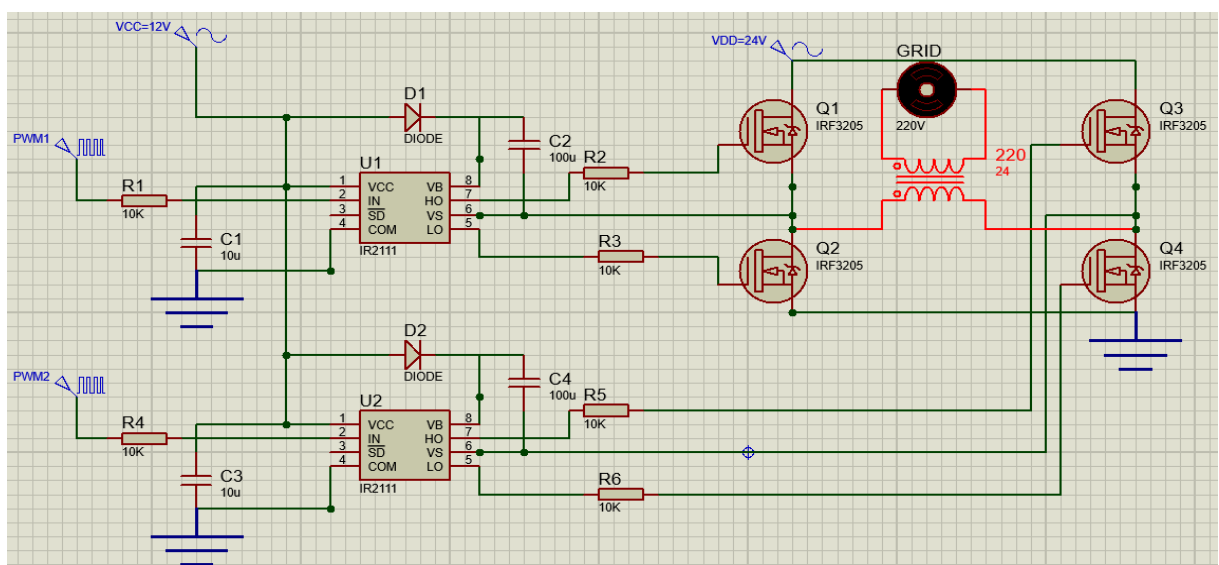 VCC=12V
VDD=24V
GRID
220V
D1
DIODE
Q1
IRF3205
Q3
IRF3205
PWM1
C2
100u
R2
10K
220
24
U1
R1
10K
1 VCC VB 8
2 IN HO 7
3 SD VS 6
4 COM LO 5
IR2111
C1
10u
R3
10K
Q2
IRF3205
Q4
IRF3205
D2
DIODE
PWM2
C4
100u
R5
10K
U2
R4
10K
1 VCC VB 8
2 IN HO 7
3 SD VS 6
4 COM LO 5
IR2111
C3
10u
R6
10K